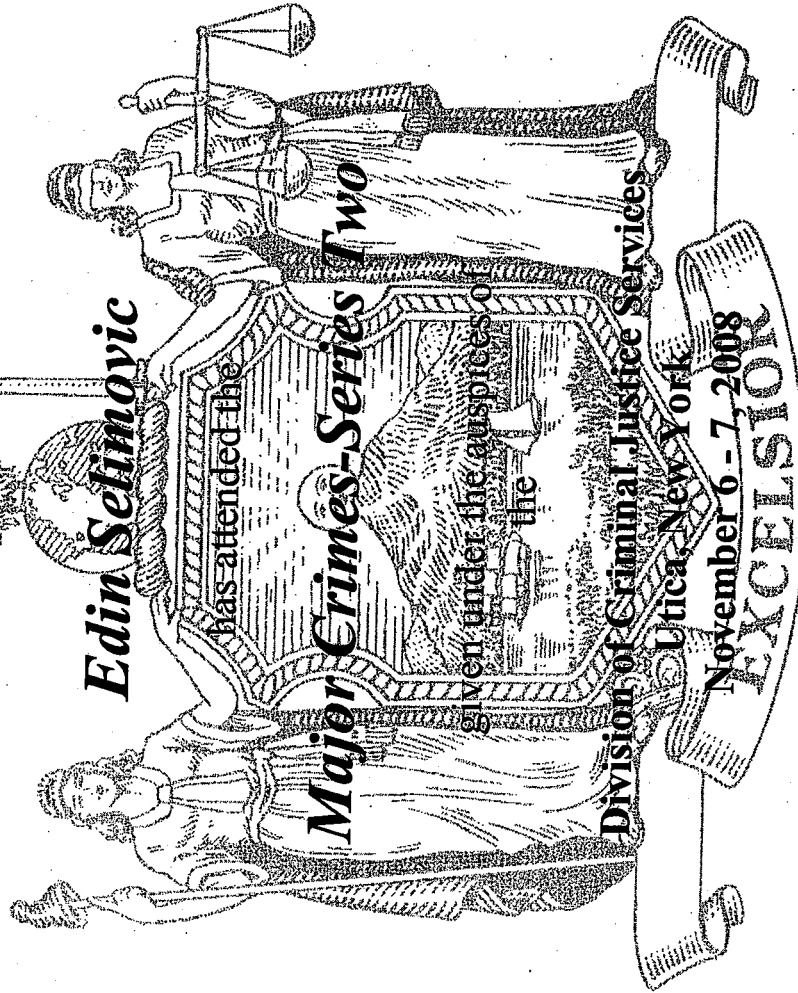 Edin Selimovic
has attended the
Major Crimes-Series Two
given under the auspices of
the
Division of Criminal Justice Services
Utica, New York
November 6 - 7, 2008
EXCELSIOR